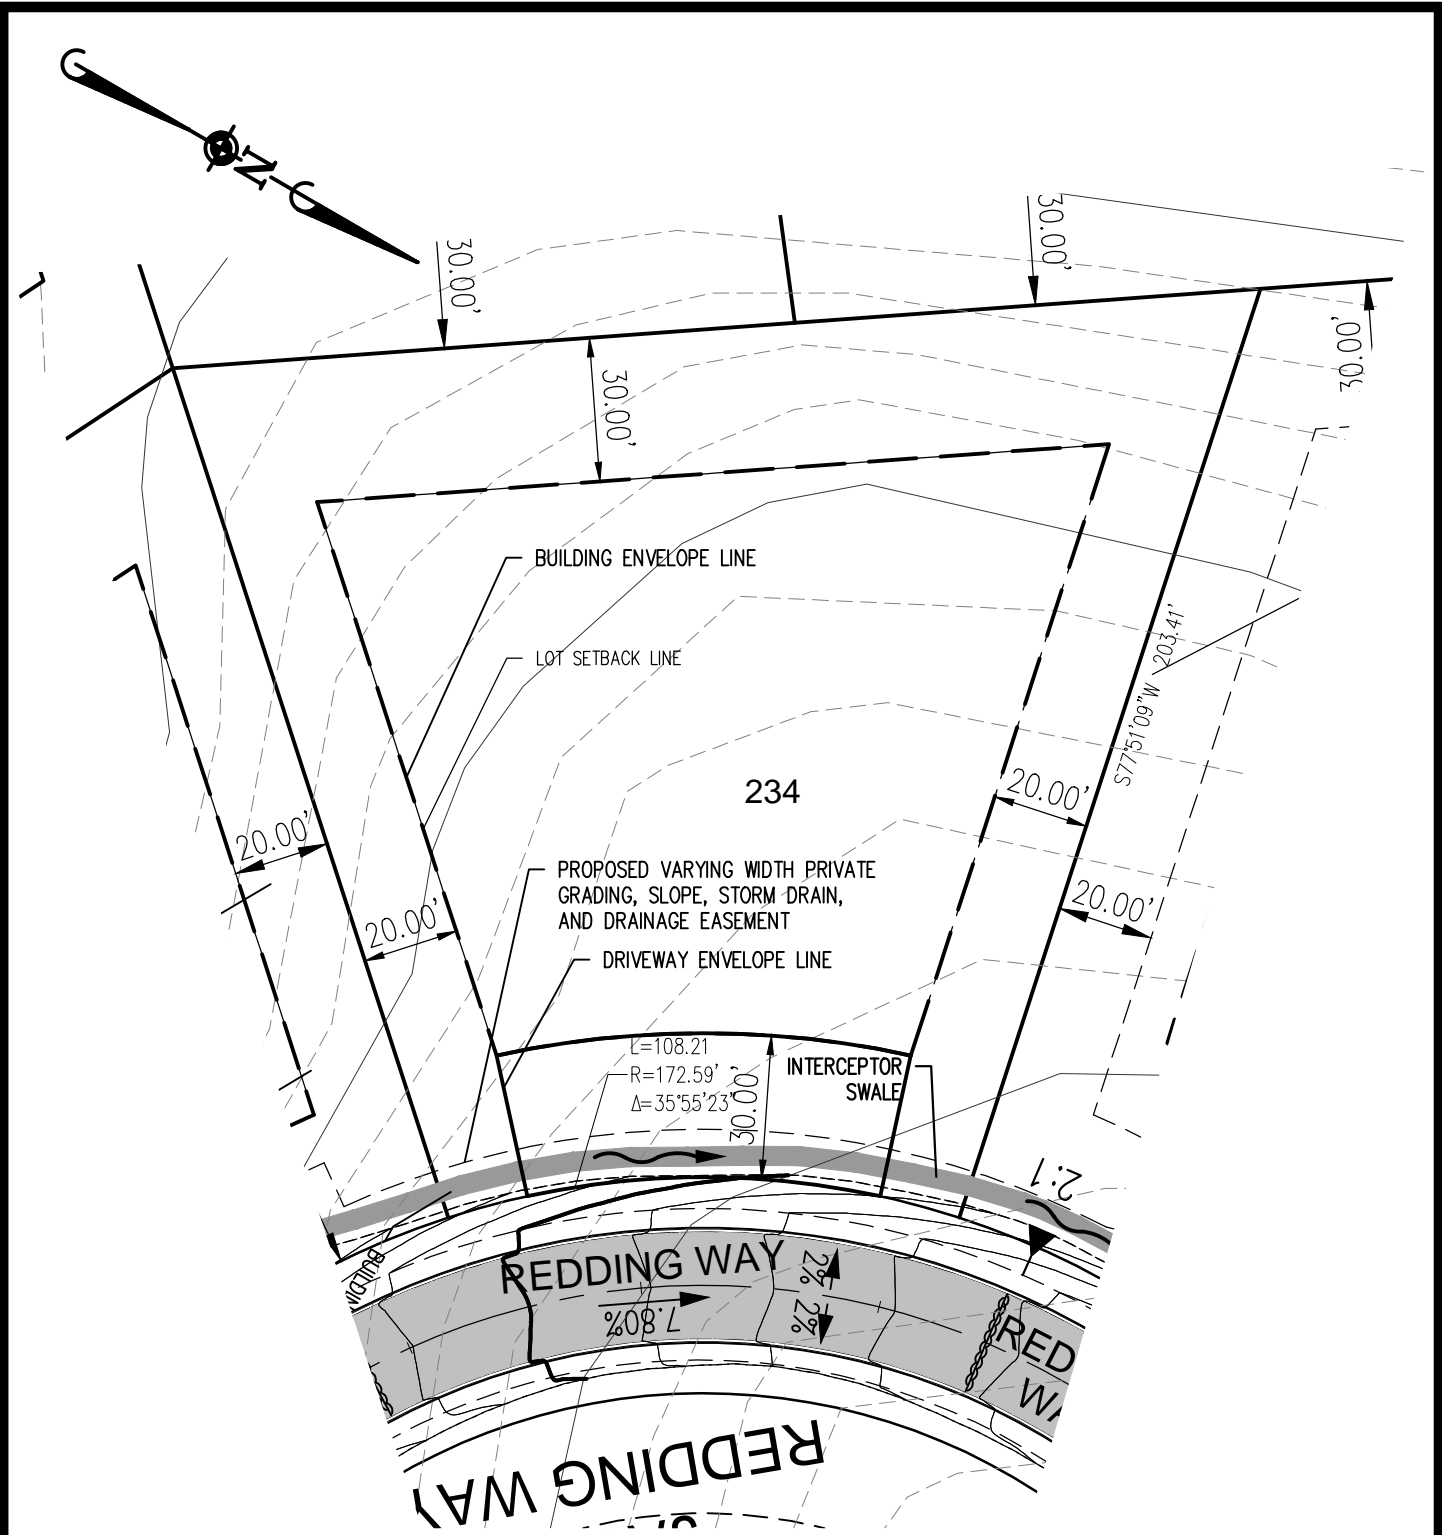 N
30.00'
30.00'
30.00'
30.00'
BUILDING ENVELOPE LINE
LOT SETBACK LINE
S77°51'09"W 203.41'
234
20.00'
20.00'
20.00'
20.00'
PROPOSED VARYING WIDTH PRIVATE
GRADING, SLOPE, STORM DRAIN,
AND DRAINAGE EASEMENT
DRIVEWAY ENVELOPE LINE
L=108.21'
R=172.59'
Δ=35°55'23"
30.00'
INTERCEPTOR
SWALE
2:1
BUILDIN
REDDING WAY
2%
2%
7.80%
RED
WA
REDDING WAY